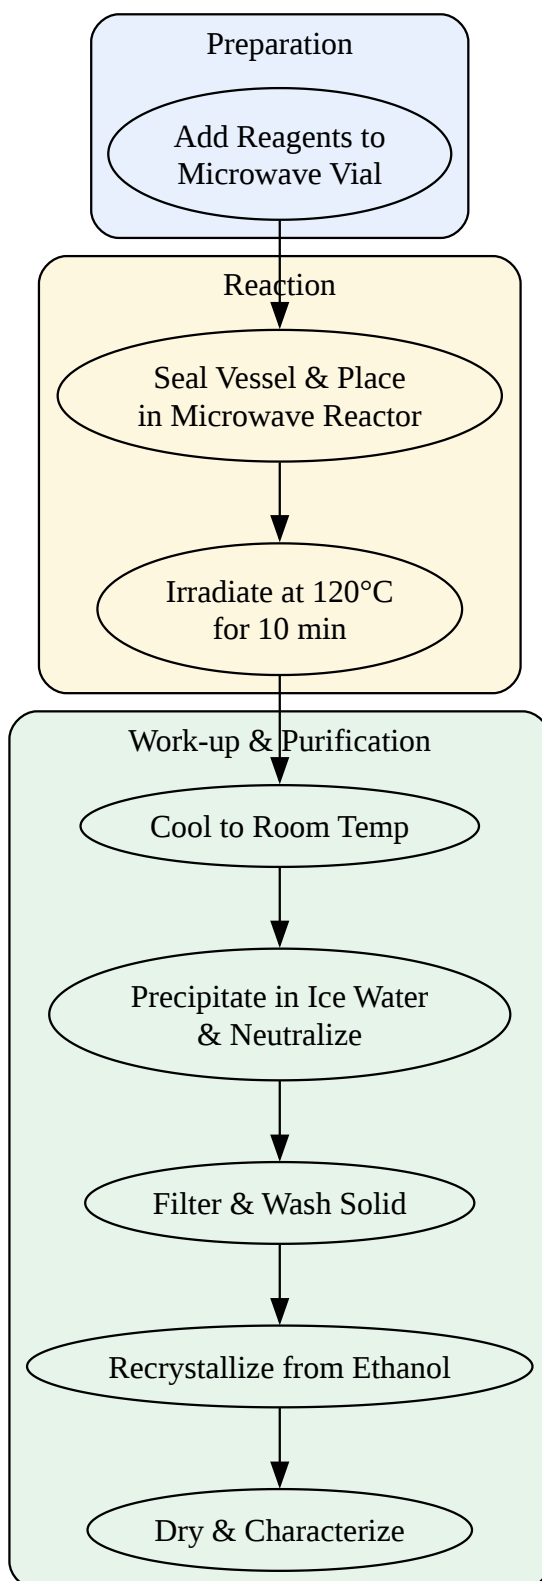 Preparation
Add Reagents to
Microwave Vial
Reaction
Seal Vessel & Place
in Microwave Reactor
Irradiate at 120°C
for 10 min
Work-up & Purification
Cool to Room Temp
Precipitate in Ice Water
& Neutralize
Filter & Wash Solid
Recrystallize from Ethanol
Dry & Characterize